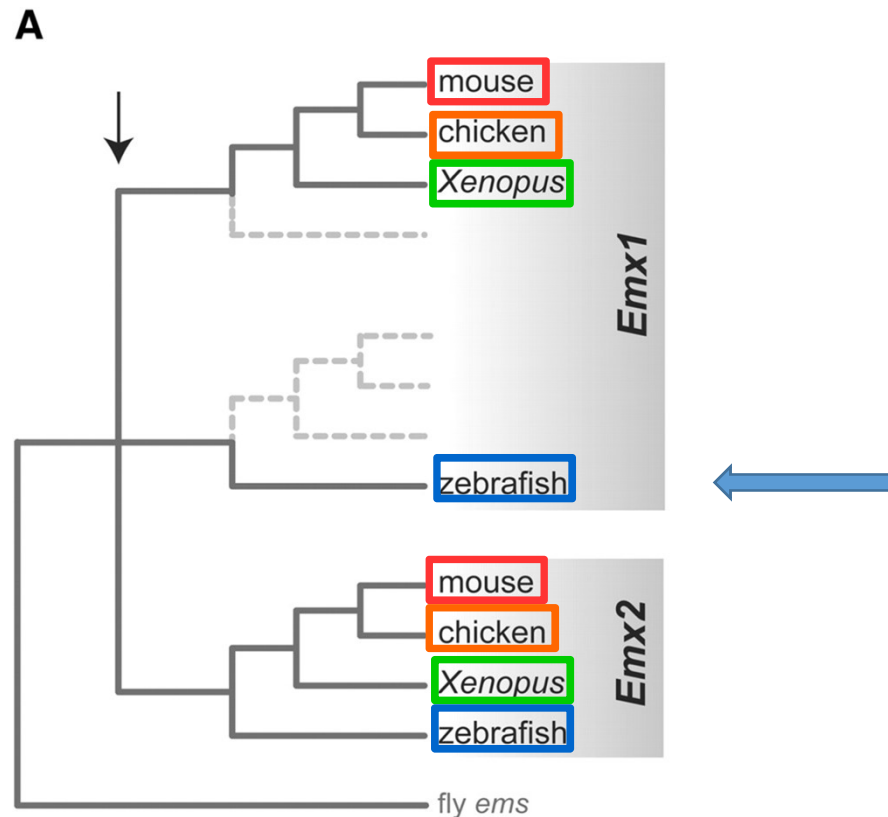 A
mouse
chicken
Xenopus
Emx1
zebrafish
mouse
chicken
Xenopus
Emx2
zebrafish
fly ems